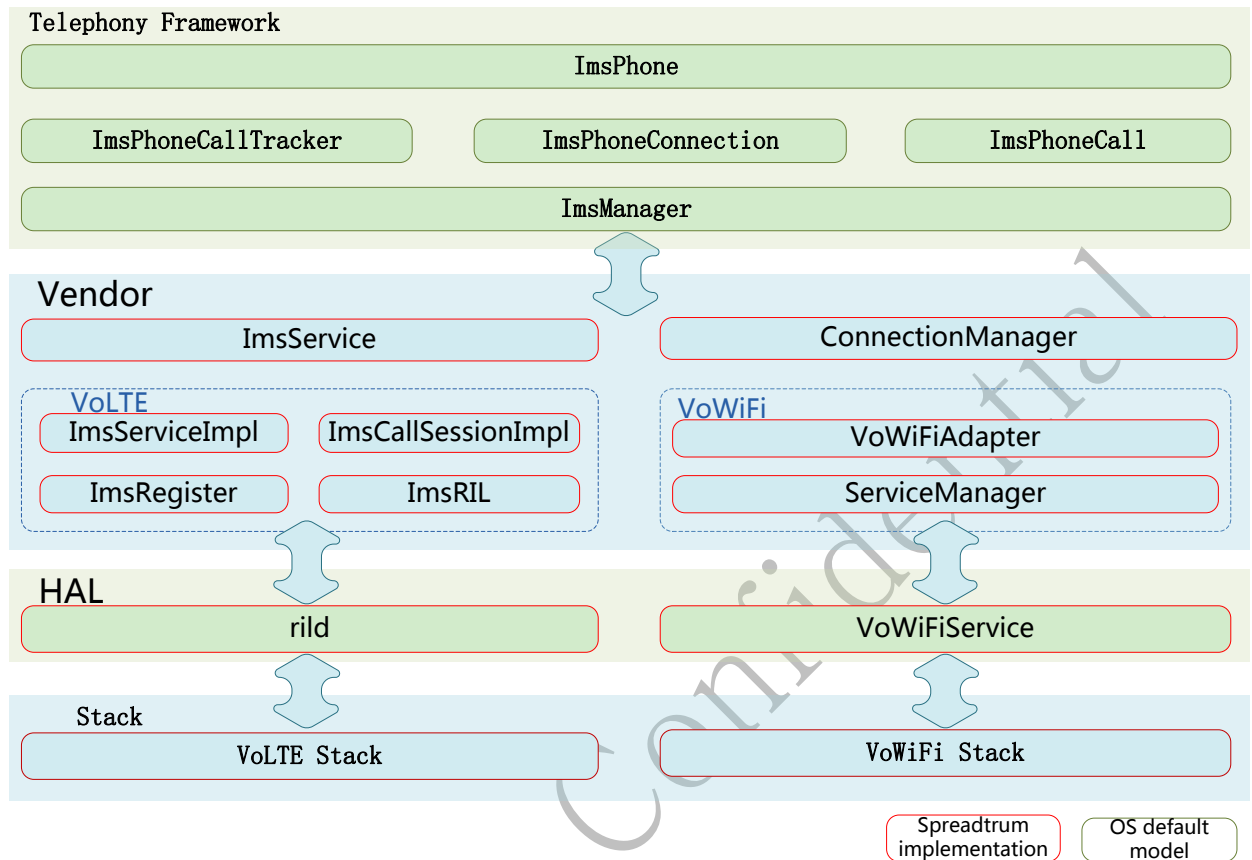 Telephony Framework
ImsPhone
ImsPhoneCallTracker
ImsPhoneConnection
ImsPhoneCall
ImsManager
Vendor
ImsService
ConnectionManager
VoLTE
ImsServiceImpl
ImsCallSessionImpl
ImsRegister
ImsRIL
VoWiFi
VoWiFiAdapter
ServiceManager
HAL
rild
VoWiFiService
Stack
VoLTE Stack
VoWiFi Stack
Confidential
Spreadtrum
implementation
OS default
model